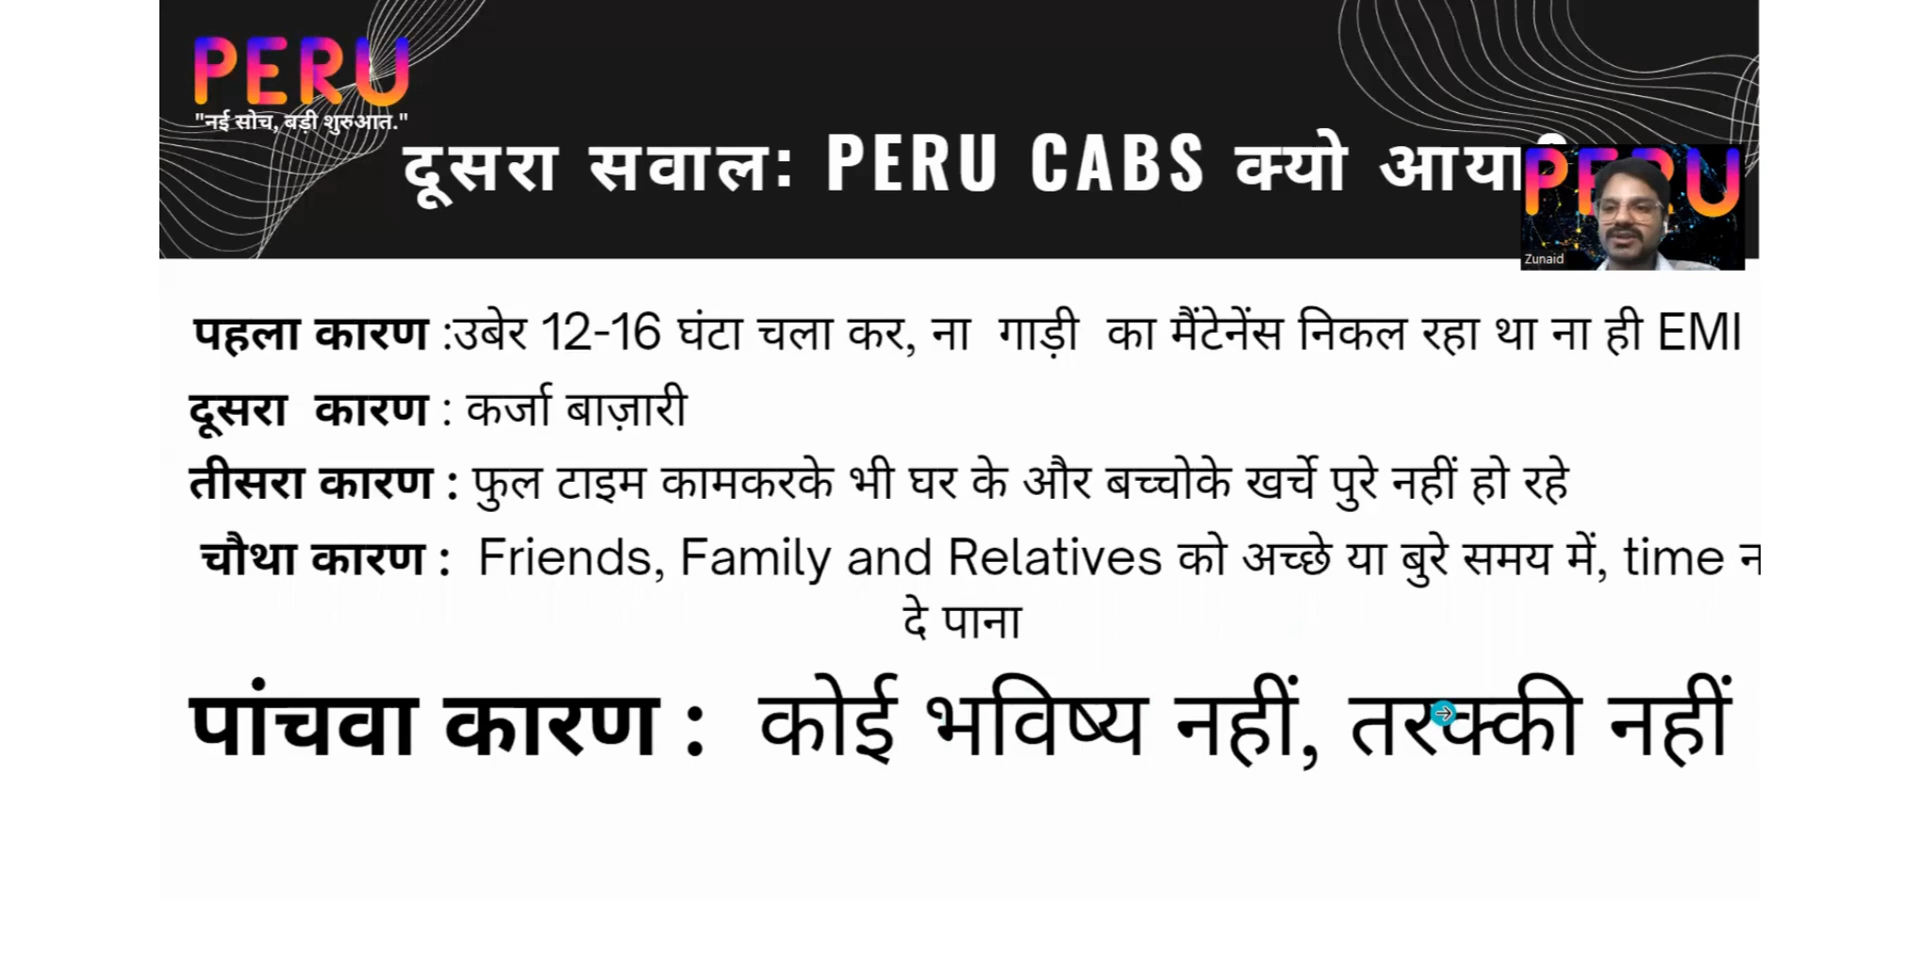 PERU
"नई सोच, बड़ी शुरुआत."
दूसरा सवाल: PERU CABS क्यो आया
PERU
Zunaid
पहला कारण :उबेर 12-16 घंटा चला कर, ना गाड़ी का मैंटेनेंस निकल रहा था ना ही EMI
दूसरा कारण : कर्जा बाज़ारी
तीसरा कारण : फुल टाइम कामकरके भी घर के और बच्चोके खर्चे पुरे नहीं हो रहे
चौथा कारण : Friends, Family and Relatives को अच्छे या बुरे समय में, time न
दे पाना
पांचवा कारण : कोई भविष्य नहीं, तरक्की नहीं